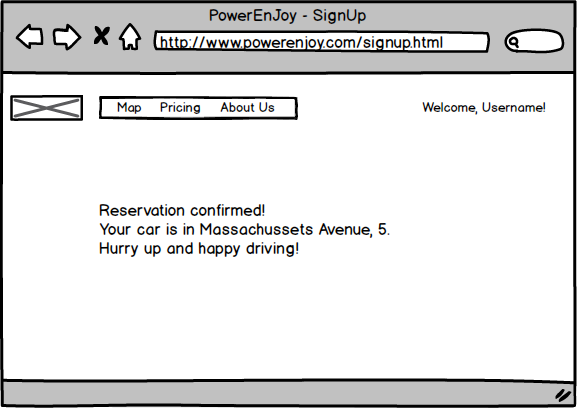 PowerEnJoy - SignUp
http://www.powerenjoy.com/signup.html
Map Pricing About Us
Welcome, Username!
Reservation confirmed!
Your car is in Massachussets Avenue, 5.
Hurry up and happy driving!